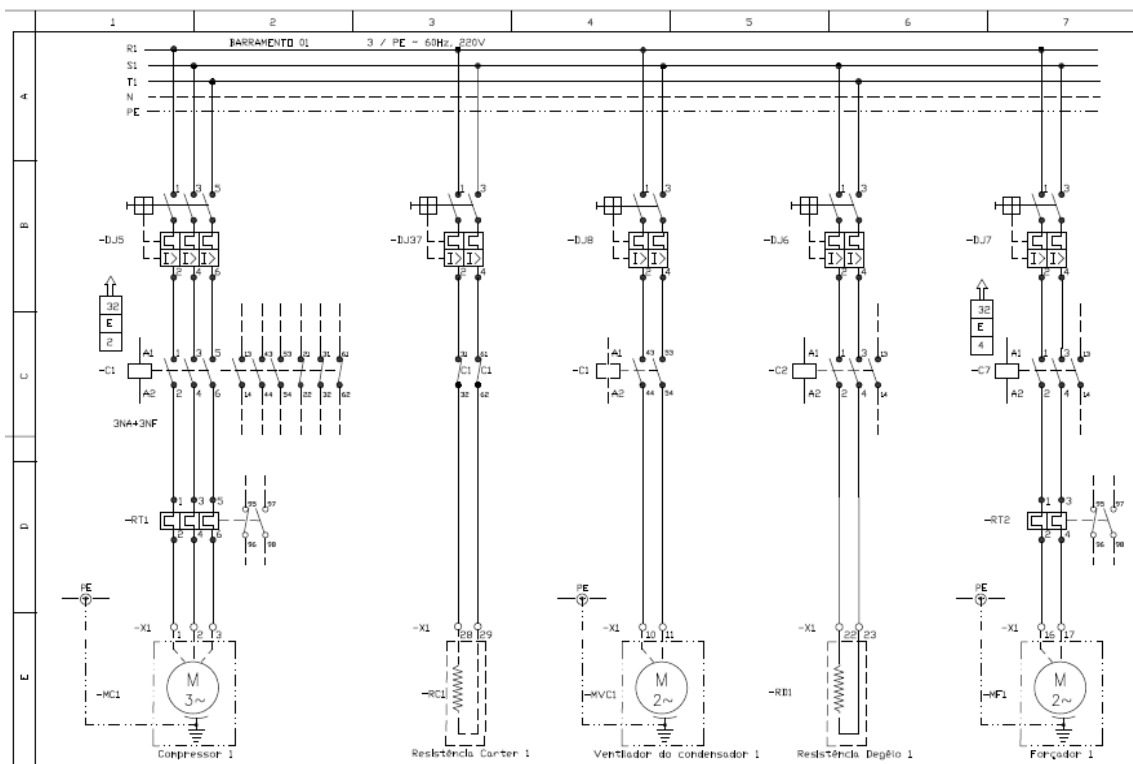 1 2 3 4 5 6 7
BARRAMENTO 01 3 / PE - 60Hz, 220V
R1
S1
T1
N
PE
A
B
C
D
E
1 3 5
-DJ5
2 4 6
1 3
-DJ37
2 4
1 3
-DJ8
2 4
1 3
-DJ6
2 4
1 3
-DJ7
2 4
32
E
2
32
E
4
A1 1 3 5 13 43 53 21 31 61
-C1
A2 2 4 6 14 44 54 22 32 62
3NA+3NF
31 61
C1 C1
32 62
A1 43 53
-C1
A2 44 54
A1 1 3 13
-C2
A2 2 4 14
A1 1 3 13
-C7
A2 2 4 14
1 3 5 95 97
-RT1
2 4 6 96 98
1 3 95 97
-RT2
2 4 96 98
PE
PE
PE
-X1 1 2 3
-X1 28 29
-X1 10 11
-X1 22 23
-X1 16 17
-MC1
M
3~
-RC1
-MVC1
M
2~
-RD1
-MF1
M
2~
Compressor 1
Resistência Carter 1
Ventilador do condensador 1
Resistência Degêlo 1
Forçador 1